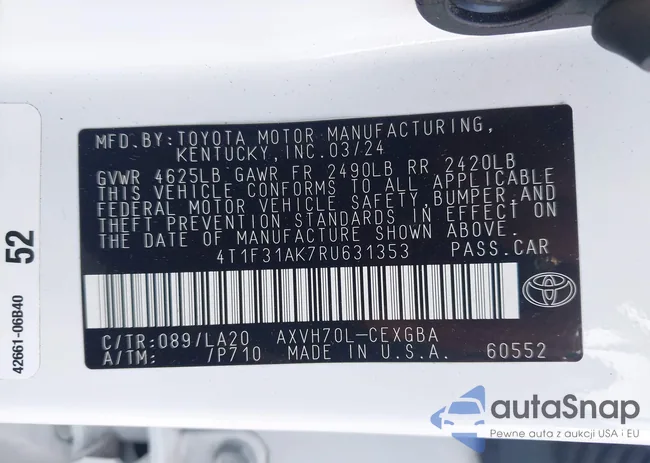 MFD.BY:TOYOTA MOTOR MANUFACTURING,
KENTUCKY,INC.03/24
GVWR 4625LB GAWR FR 2490LB RR 2420LB
THIS VEHICLE CONFORMS TO ALL APPLICABLE
FEDERAL MOTOR VEHICLE SAFETY,BUMPER,AND
THEFT PREVENTION STANDARDS IN EFFECT ON
THE DATE OF MANUFACTURE SHOWN ABOVE.
4T1F31AK7RU631353 PASS.CAR
C/TR:089/LA20 AXVH70L-CEXGBA
A/TM: /P710 MADE IN U.S.A. 60552
52
42661-06B40
www.autasnap.pl
autaSnap
Pewne auta z aukcji USA i EU